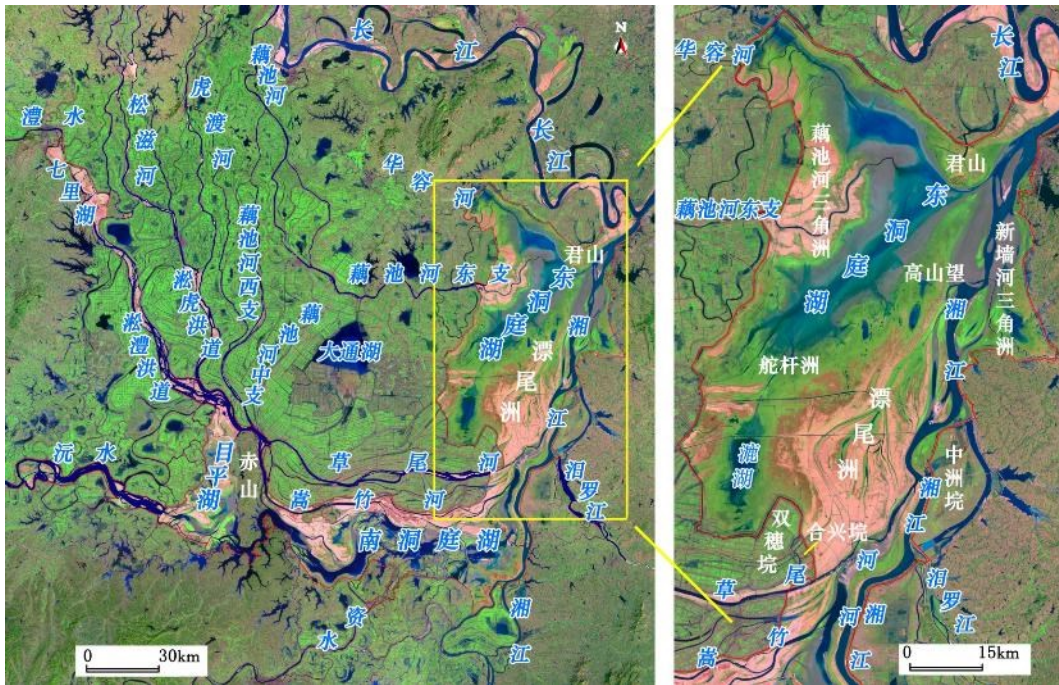 长江
N
藕池河
虎渡河
松滋河
澧水
七里湖
长江
华容河
君山
藕池河西支
藕池河东支
东洞庭湖
淞虎洪道
淞澧洪道
藕池河中支
大通湖
漂尾洲
湘江
沅水
目平湖
赤山
草尾河
嵩竹河
汨罗江
南洞庭湖
资水
湘江
0 30km
华容河
长江
藕池河三角洲
君山
藕池河东支
东洞庭湖
新墙河三角洲
高山望
湘江
舵杆洲
漂尾洲
漉湖
中洲垸
双穗垸
合兴垸
湘江
草尾河
汨罗江
嵩竹河
湘江
0 15km